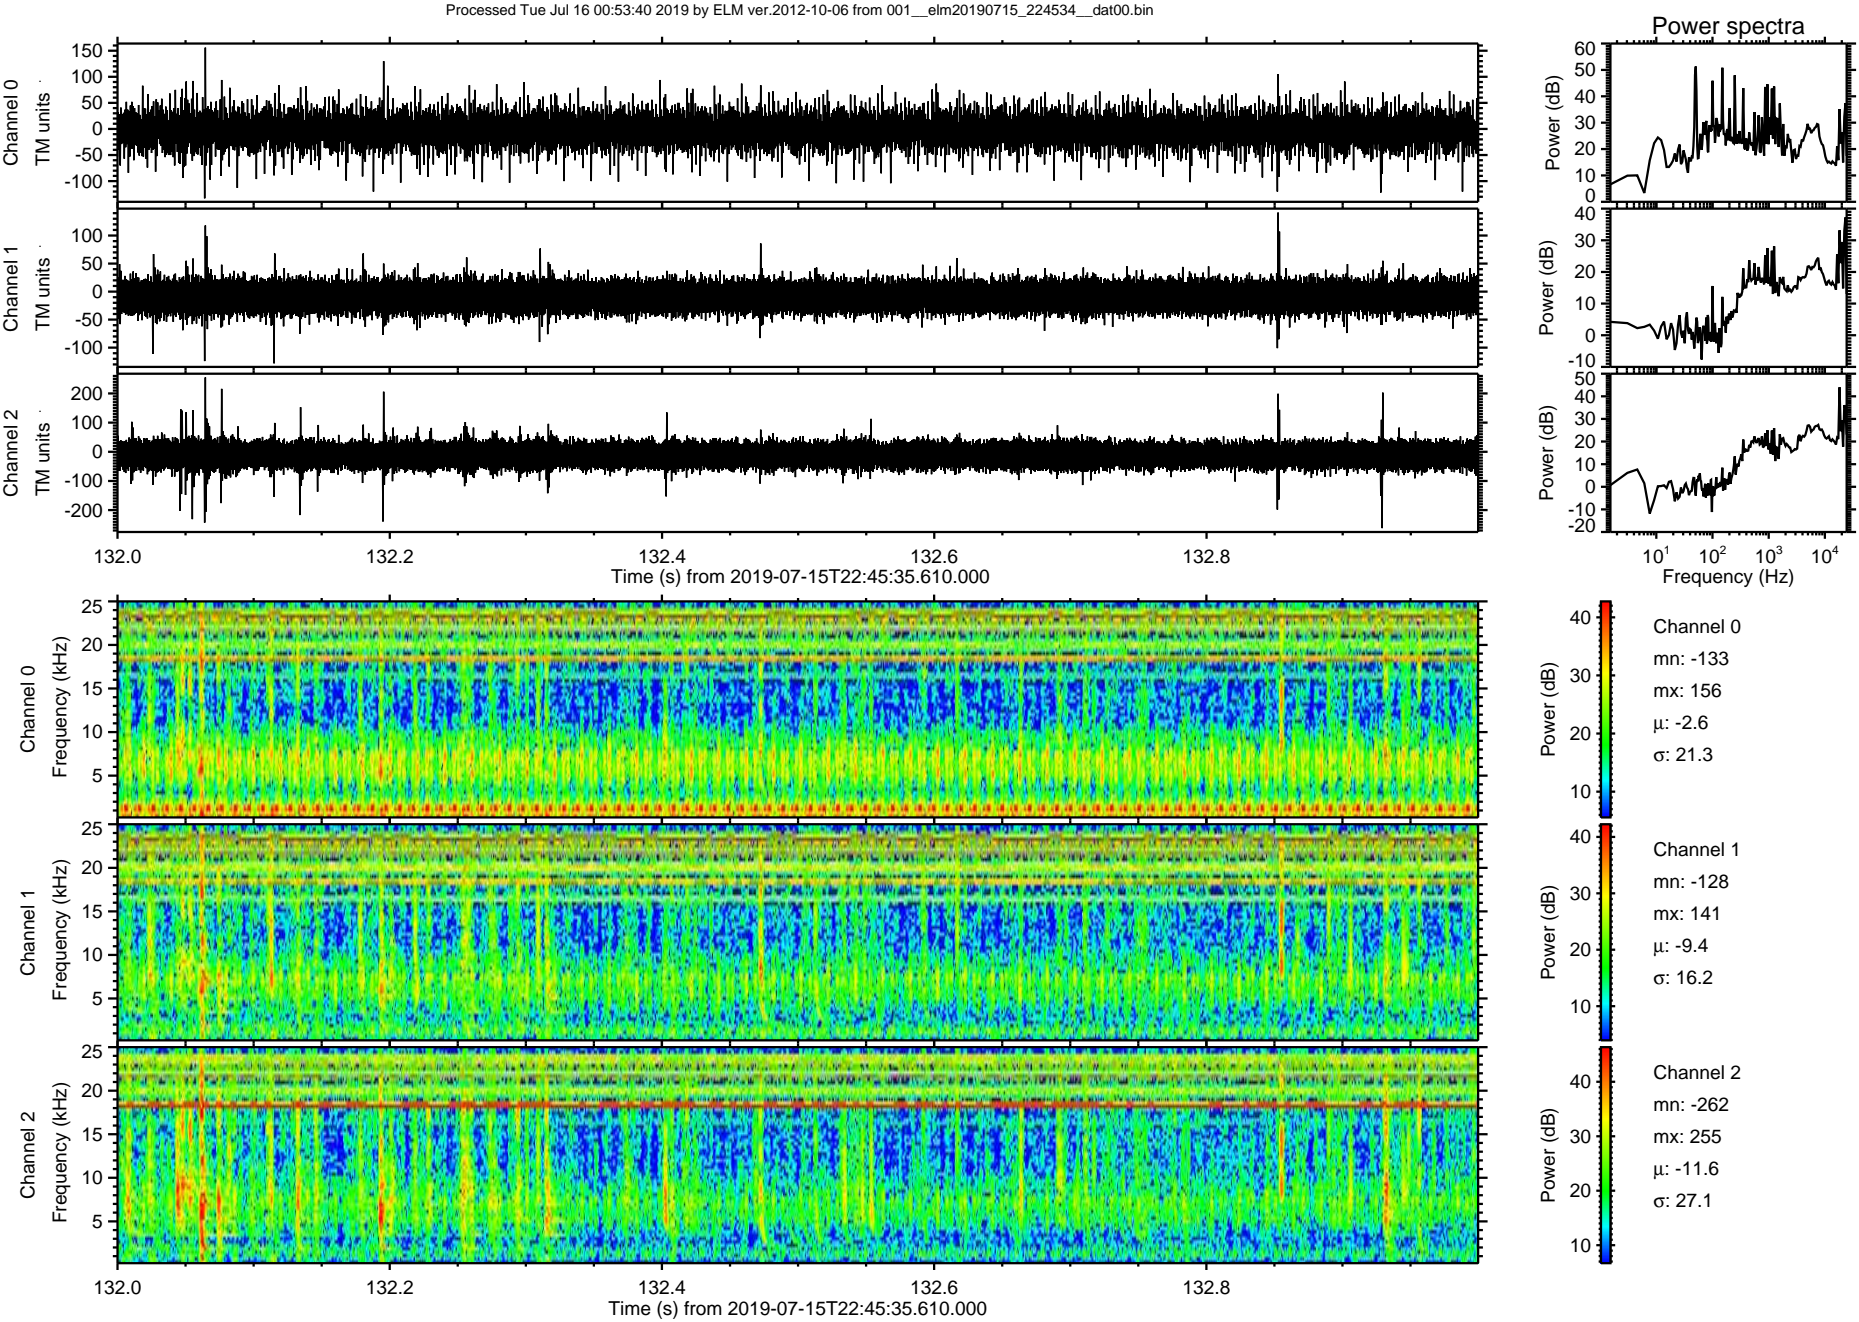 Processed Tue Jul 16 00:53:40 2019 by ELM ver.2012-10-06 from 001__elm20190715_224534__dat00.bin
Power spectra
Channel 0
TM units
150
100
50
0
-50
-100
Power (dB)
60
50
40
30
20
10
0
Channel 1
TM units
100
50
0
-50
-100
Power (dB)
40
30
20
10
0
-10
Channel 2
TM units
200
100
0
-100
-200
Power (dB)
50
40
30
20
10
0
-10
-20
132.0 132.2 132.4 132.6 132.8
Time (s) from 2019-07-15T22:45:35.610.000
10¹ 10² 10³ 10⁴
Frequency (Hz)
Channel 0
Frequency (kHz)
25
20
15
10
5
Power (dB)
40
30
20
10
Channel 0
mn: -133
mx: 156
μ: -2.6
σ: 21.3
Channel 1
Frequency (kHz)
25
20
15
10
5
Power (dB)
40
30
20
10
Channel 1
mn: -128
mx: 141
μ: -9.4
σ: 16.2
Channel 2
Frequency (kHz)
25
20
15
10
5
Power (dB)
40
30
20
10
Channel 2
mn: -262
mx: 255
μ: -11.6
σ: 27.1
132.0 132.2 132.4 132.6 132.8
Time (s) from 2019-07-15T22:45:35.610.000